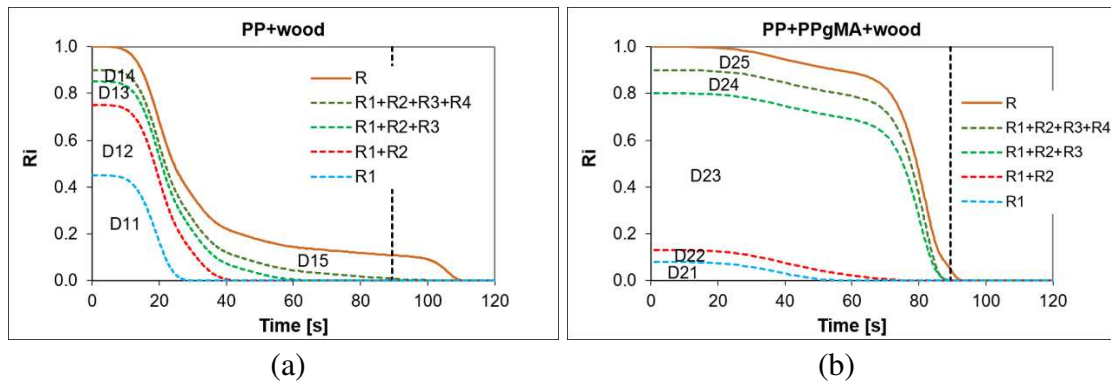 PP+wood
1.0
0.8
0.6
0.4
0.2
0.0
Ri
D14
D13
D12
D11
D15
R
R1+R2+R3+R4
R1+R2+R3
R1+R2
R1
0 20 40 60 80 100 120
Time [s]
(a)
PP+PPgMA+wood
1.0
0.8
0.6
0.4
0.2
0.0
Ri
D25
D24
D23
D22
D21
R
R1+R2+R3+R4
R1+R2+R3
R1+R2
R1
0 20 40 60 80 100 120
Time [s]
(b)